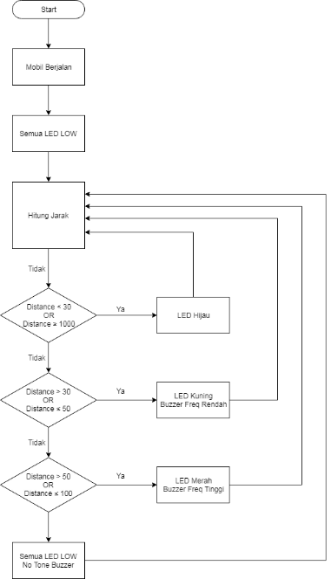 Start
Mobil Berjalan
Semua LED LOW
Hitung Jarak
Tidak
Distance < 30
OR
Distance ≥ 1000
Ya
LED Hijau
Tidak
Distance > 30
OR
Distance ≤ 50
Ya
LED Kuning
Buzzer Freq Rendah
Tidak
Distance > 50
OR
Distance ≤ 100
Ya
LED Merah
Buzzer Freq Tinggi
Semua LED LOW
No Tone Buzzer